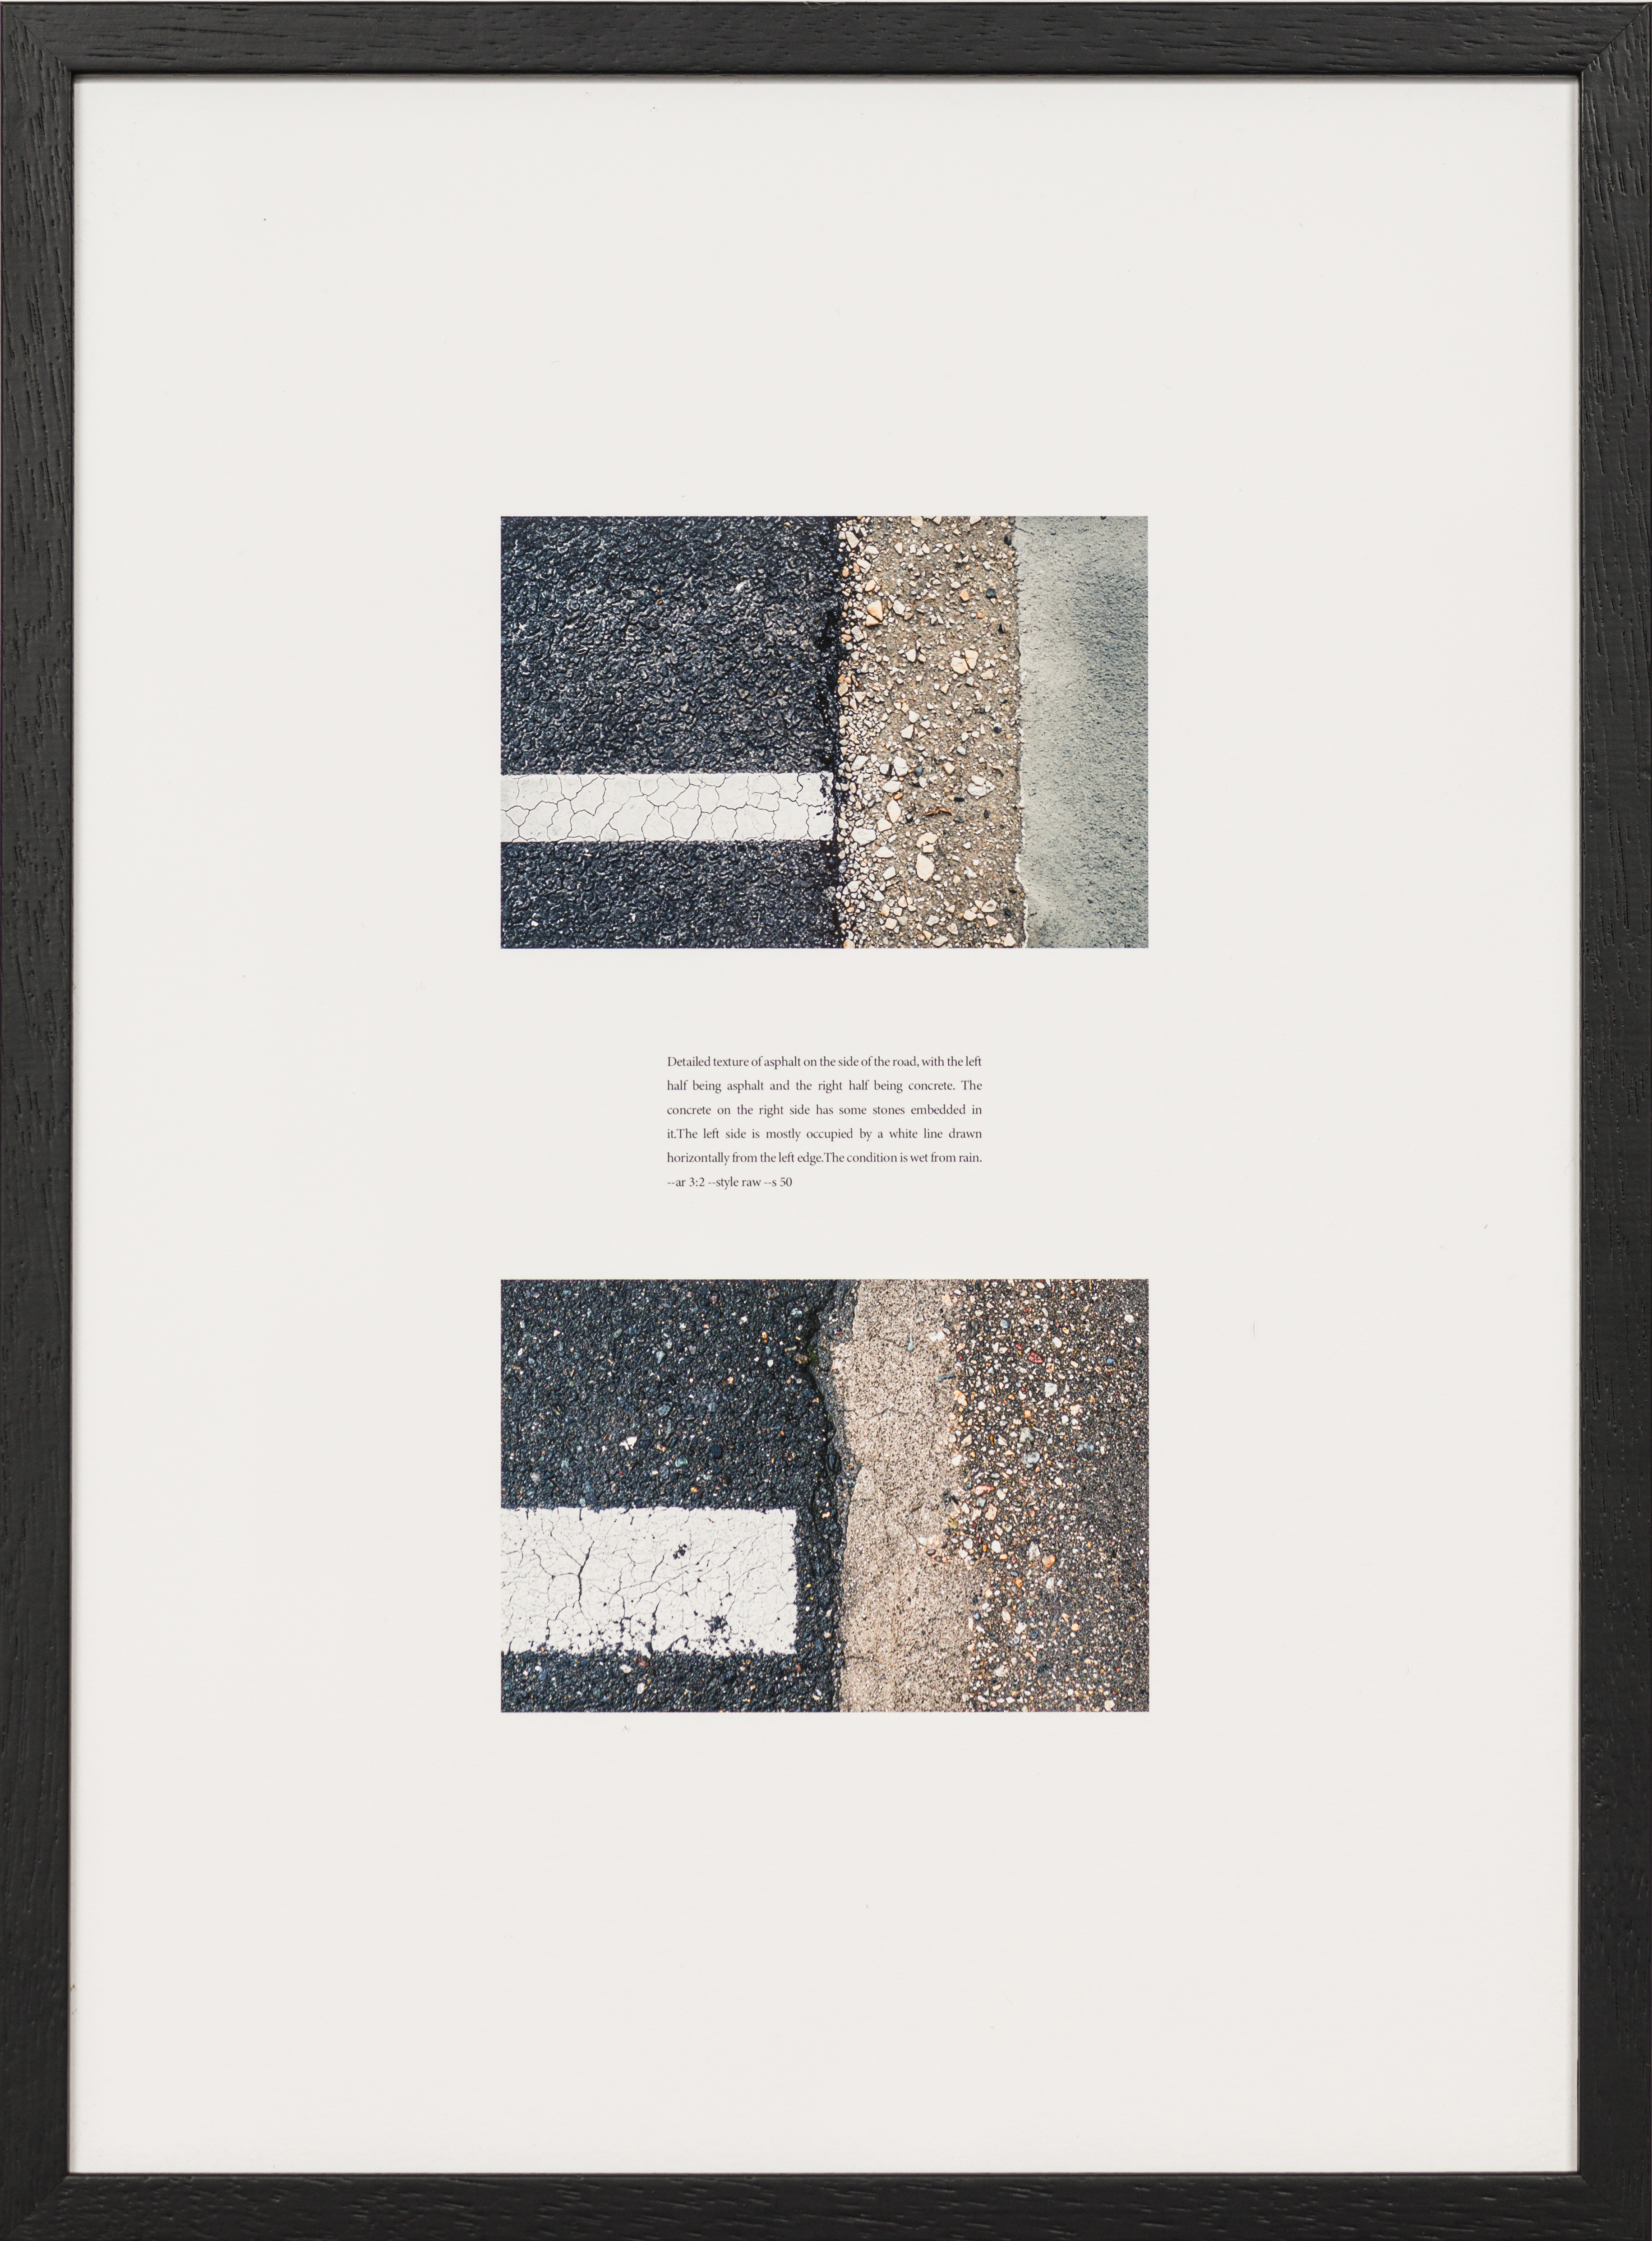 Detailed texture of asphalt on the side of the road, with the left
half being asphalt and the right half being concrete. The
concrete on the right side has some stones embedded in
it.The left side is mostly occupied by a white line drawn
horizontally from the left edge.The condition is wet from rain.
--ar 3:2 --style raw --s 50